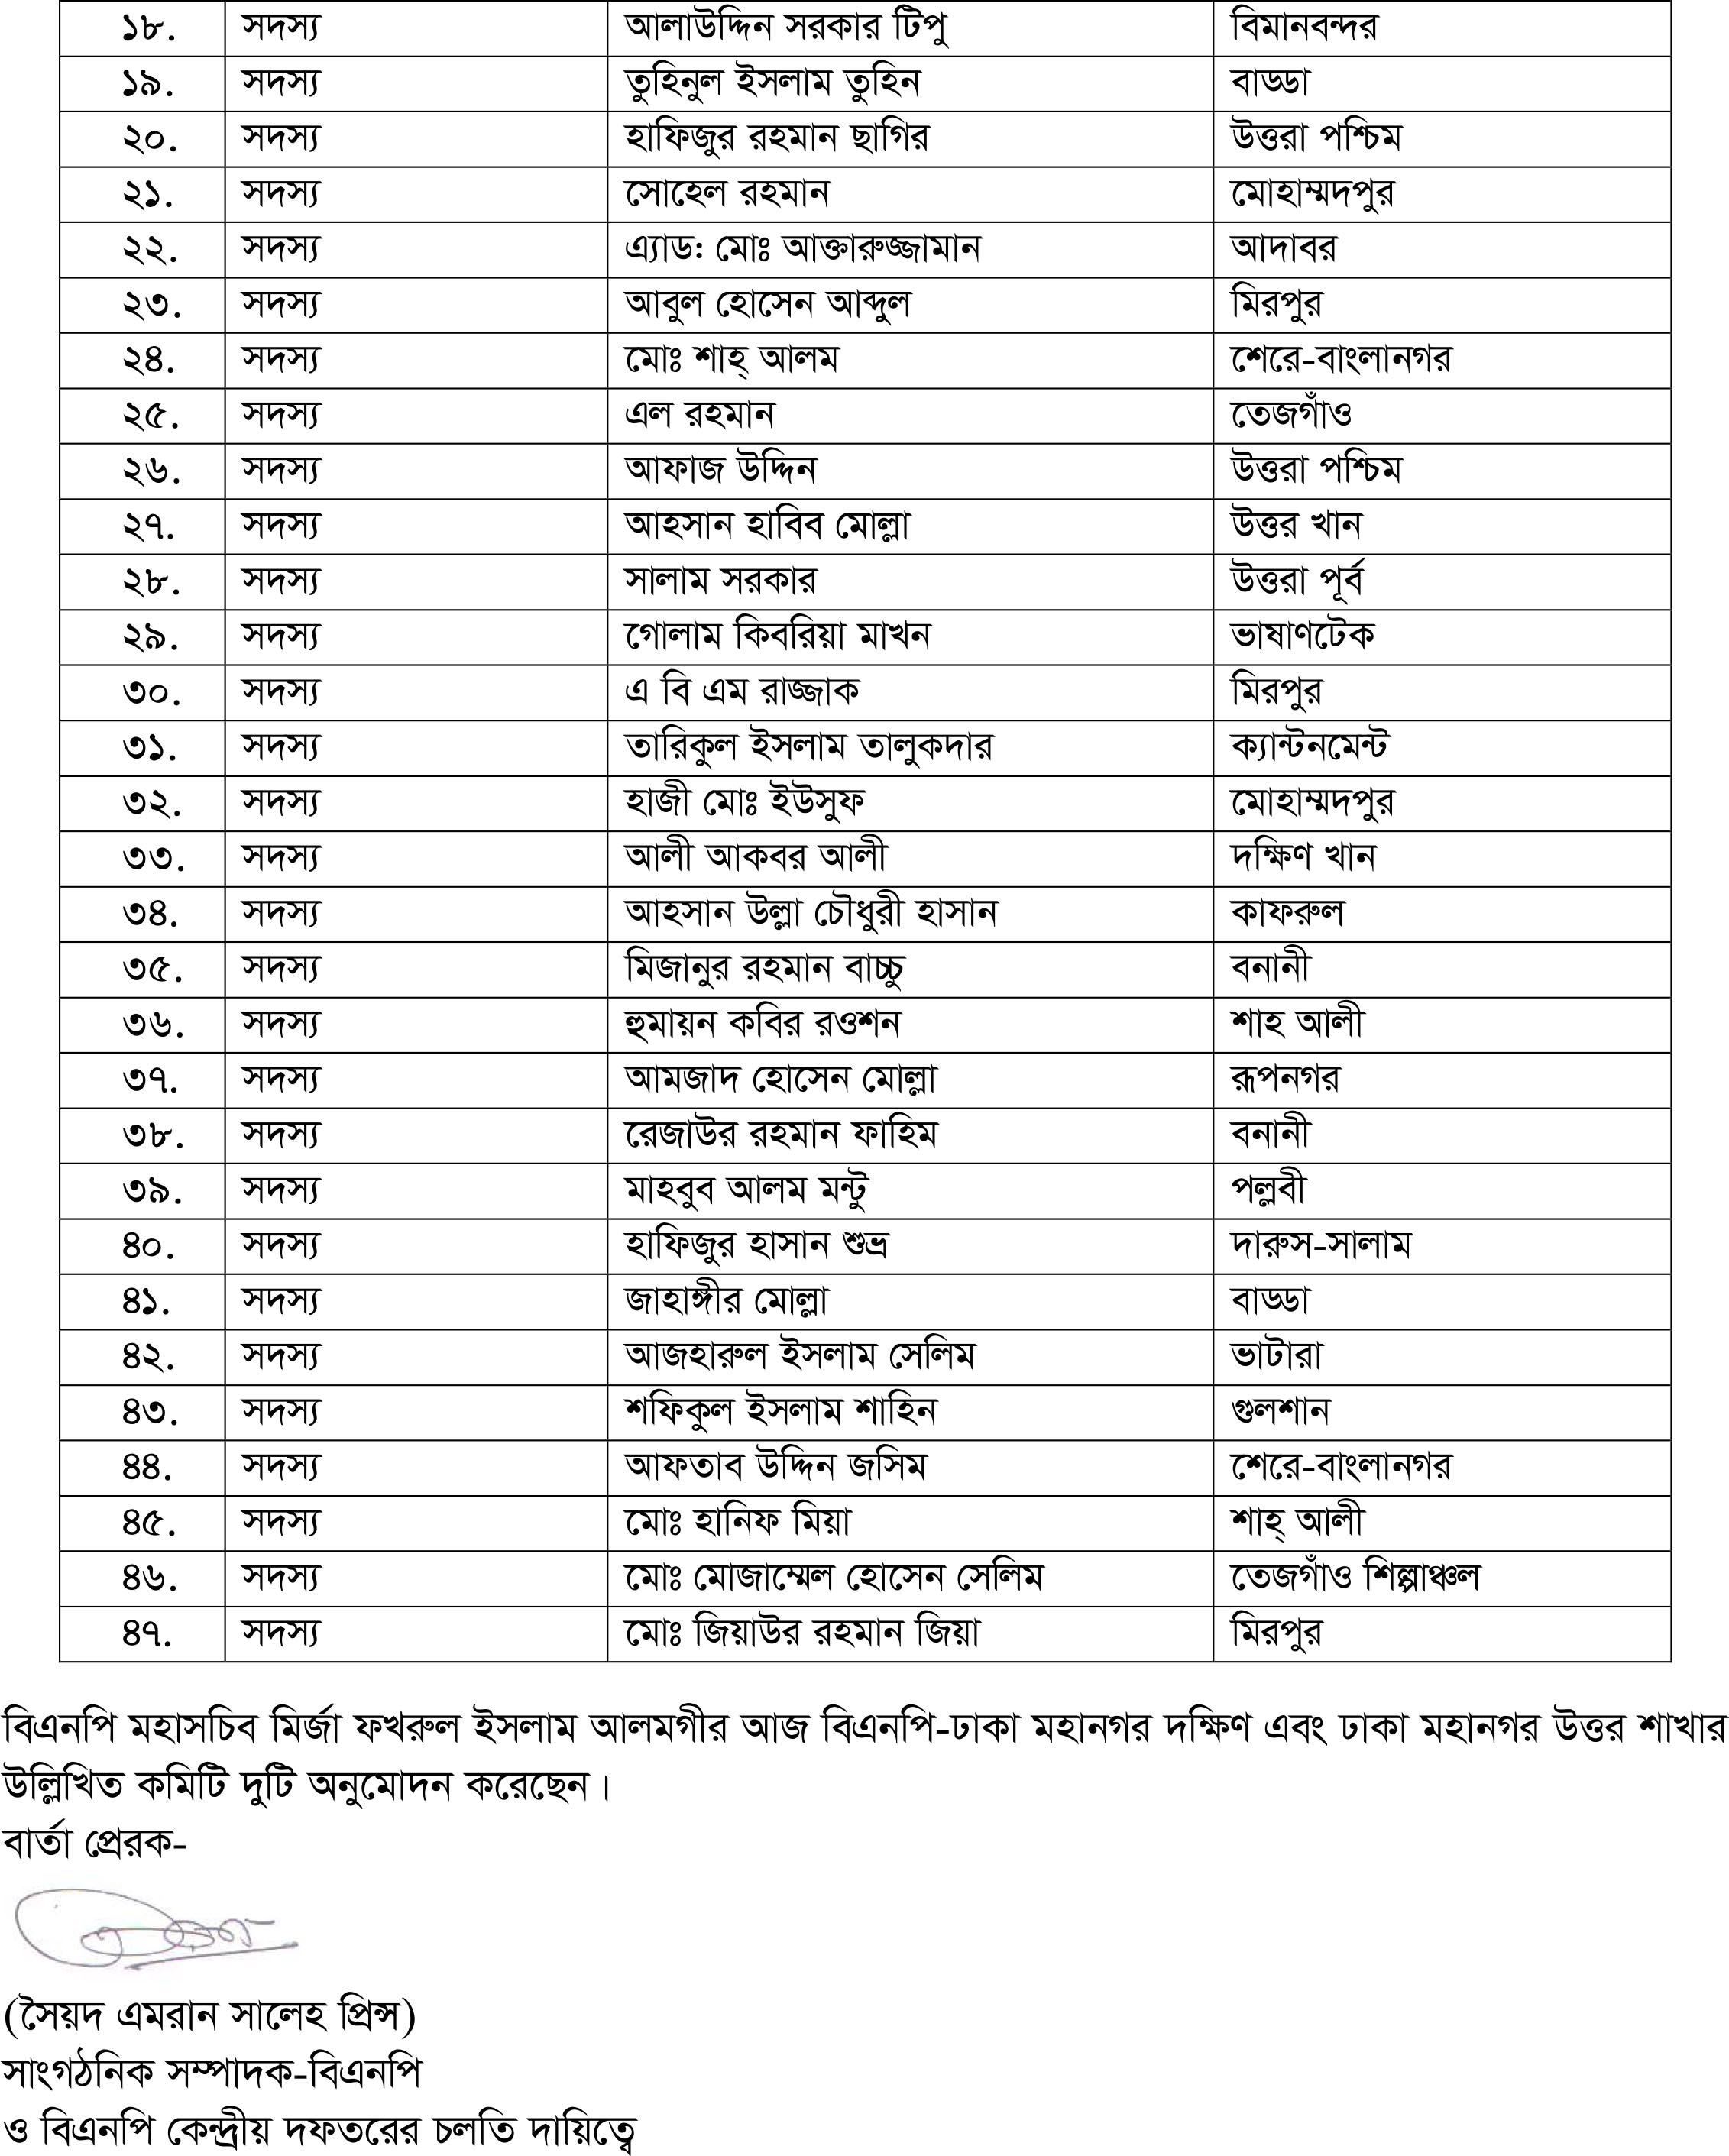 ১৮. সদস্য আলাউদ্দিন সরকার টিপু বিমানবন্দর
১৯. সদস্য তুহিনুল ইসলাম তুহিন বাড্ডা
২০. সদস্য হাফিজুর রহমান ছাগির উত্তরা পশ্চিম
২১. সদস্য সোহেল রহমান মোহাম্মদপুর
২২. সদস্য এ্যাড: মোঃ আক্তারুজ্জামান আদাবর
২৩. সদস্য আবুল হোসেন আব্দুল মিরপুর
২৪. সদস্য মোঃ শাহ্ আলম শেরে-বাংলানগর
২৫. সদস্য এল রহমান তেজগাঁও
২৬. সদস্য আফাজ উদ্দিন উত্তরা পশ্চিম
২৭. সদস্য আহসান হাবিব মোল্লা উত্তর খান
২৮. সদস্য সালাম সরকার উত্তরা পূর্ব
২৯. সদস্য গোলাম কিবরিয়া মাখন ভাষাণটেক
৩০. সদস্য এ বি এম রাজ্জাক মিরপুর
৩১. সদস্য তারিকুল ইসলাম তালুকদার ক্যান্টনমেন্ট
৩২. সদস্য হাজী মোঃ ইউসুফ মোহাম্মদপুর
৩৩. সদস্য আলী আকবর আলী দক্ষিণ খান
৩৪. সদস্য আহসান উল্লা চৌধুরী হাসান কাফরুল
৩৫. সদস্য মিজানুর রহমান বাচ্চু বনানী
৩৬. সদস্য হুমায়ন কবির রওশন শাহ আলী
৩৭. সদস্য আমজাদ হোসেন মোল্লা রূপনগর
৩৮. সদস্য রেজাউর রহমান ফাহিম বনানী
৩৯. সদস্য মাহবুব আলম মন্টু পল্লবী
৪০. সদস্য হাফিজুর হাসান শুভ্র দারুস-সালাম
৪১. সদস্য জাহাঙ্গীর মোল্লা বাড্ডা
৪২. সদস্য আজহারুল ইসলাম সেলিম ভাটারা
৪৩. সদস্য শফিকুল ইসলাম শাহিন গুলশান
৪৪. সদস্য আফতাব উদ্দিন জসিম শেরে-বাংলানগর
৪৫. সদস্য মোঃ হানিফ মিয়া শাহ্ আলী
৪৬. সদস্য মোঃ মোজাম্মেল হোসেন সেলিম তেজগাঁও শিল্পাঞ্চল
৪৭. সদস্য মোঃ জিয়াউর রহমান জিয়া মিরপুর
বিএনপি মহাসচিব মির্জা ফখরুল ইসলাম আলমগীর আজ বিএনপি-ঢাকা মহানগর দক্ষিণ এবং ঢাকা মহানগর উত্তর শাখার
উল্লিখিত কমিটি দুটি অনুমোদন করেছেন।
বার্তা প্রেরক-
(সৈয়দ এমরান সালেহ প্রিন্স)
সাংগঠনিক সম্পাদক-বিএনপি
ও বিএনপি কেন্দ্রীয় দফতরের চলতি দায়িত্বে